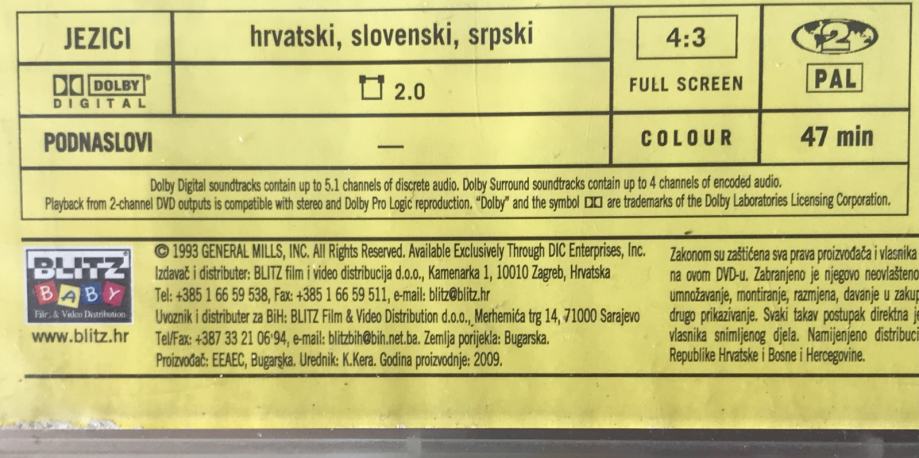 JEZICI
hrvatski, slovenski, srpski
4:3
2
DOLBY
DIGITAL
2.0
FULL SCREEN
PAL
PODNASLOVI
—
COLOUR
47 min
Dolby Digital soundtracks contain up to 5.1 channels of discrete audio. Dolby Surround soundtracks contain up to 4 channels of encoded audio.
Playback from 2-channel DVD outputs is compatible with stereo and Dolby Pro Logic reproduction. "Dolby" and the symbol are trademarks of the Dolby Laboratories Licensing Corporation.
BLITZ
BABY
Film & Video Distribution
www.blitz.hr
© 1993 GENERAL MILLS, INC. All Rights Reserved. Available Exclusively Through DIC Enterprises, Inc.
Izdavač i distributer: BLITZ film i video distribucija d.o.o., Kamenarka 1, 10010 Zagreb, Hrvatska
Tel: +385 1 66 59 538, Fax: +385 1 66 59 511, e-mail: blitz@blitz.hr
Uvoznik i distributer za BiH: BLITZ Film & Video Distribution d.o.o., Merhemića trg 14, 71000 Sarajevo
Tel/Fax: +387 33 21 06'94, e-mail: blitzbih@bih.net.ba. Zemlja porijekla: Bugarska.
Proizvođač: EEAEC, Bugarska. Urednik: K.Kera. Godina proizvodnje: 2009.
Zakonom su zaštićena sva prava proizvođača i vlasnika
na ovom DVD-u. Zabranjeno je njegovo neovlašteno
umnožavanje, montiranje, razmjena, davanje u zakup
drugo prikazivanje. Svaki takav postupak direktna je
vlasnika snimljenog djela. Namijenjeno distribuci
Republike Hrvatske i Bosne i Hercegovine.